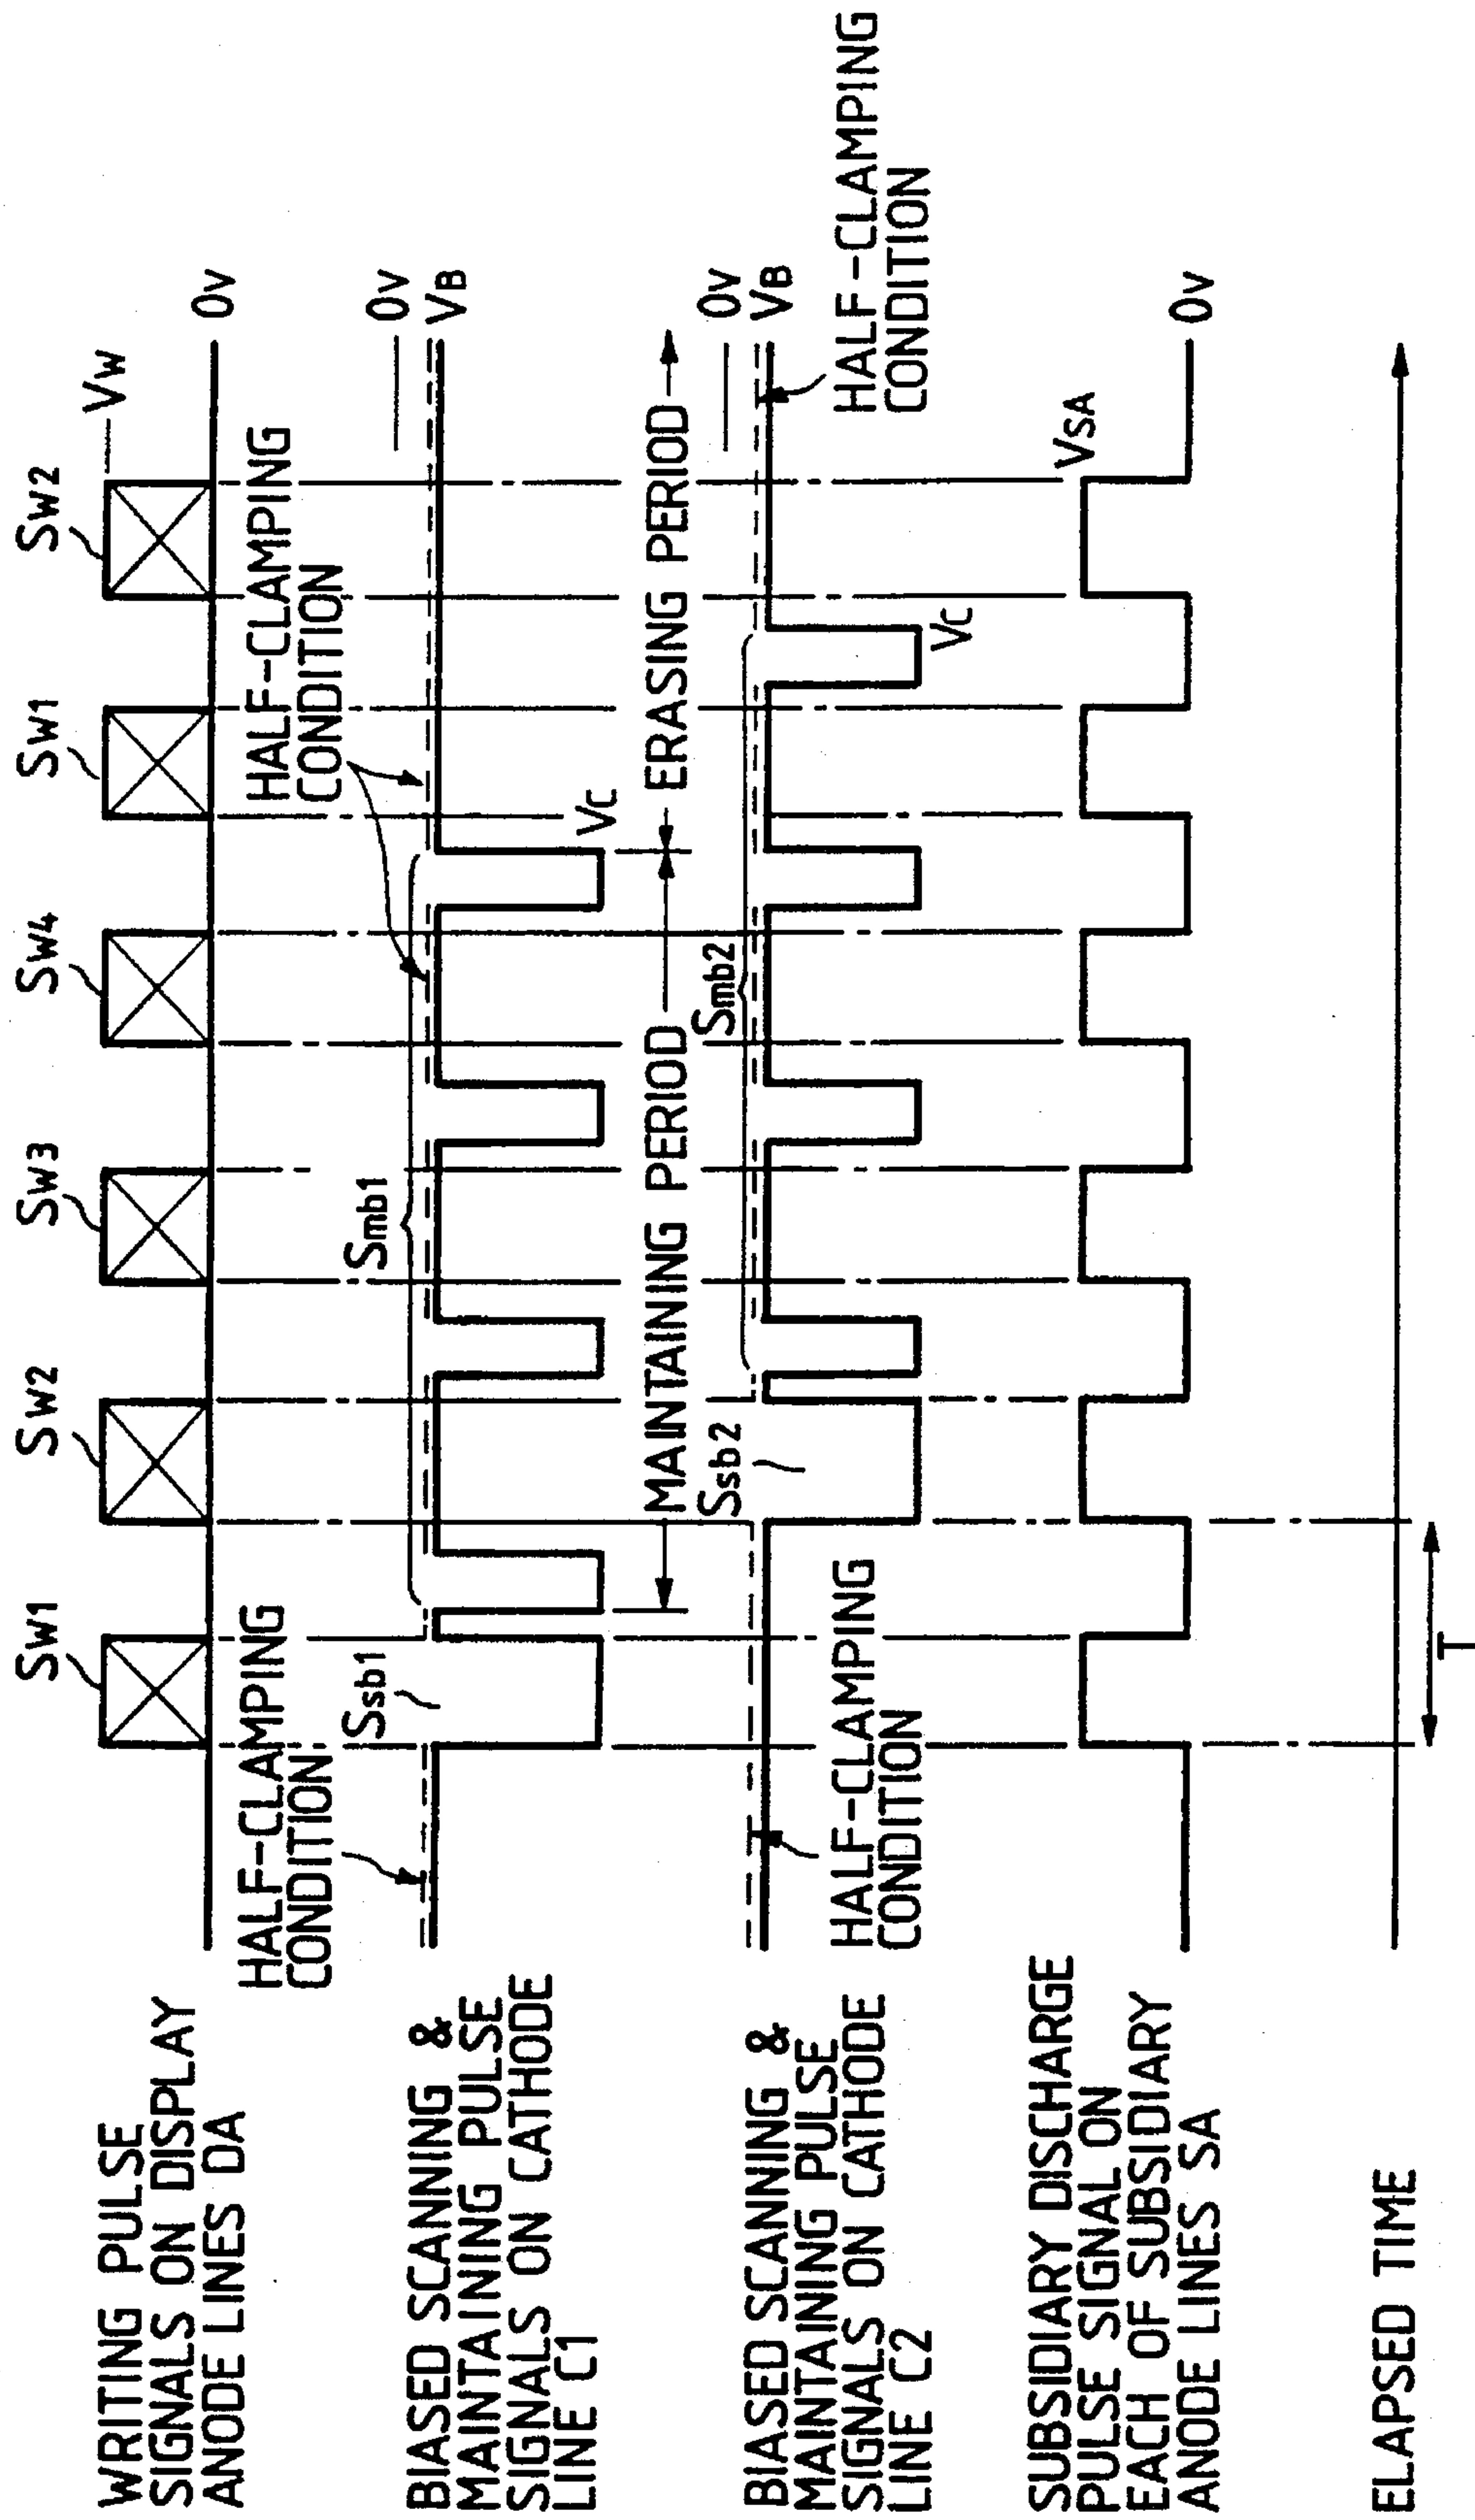 WRITING PULSE
SIGNALS ON DISPLAY
ANODE LINES DA
SW1
SW2
SW3
SW4
SW1
SW2
VW
0V
HALF-CLAMPING
CONDITION
HALF-CLAMPING
CONDITION
BIASED SCANNING &
MAINTAINING PULSE
SIGNALS ON CATHODE
LINE C1
Ssb1
Smb1
VC
0V
VB
MAINTAINING PERIOD
ERASING PERIOD
BIASED SCANNING &
MAINTAINING PULSE
SIGNALS ON CATHODE
LINE C2
Ssb2
Smb2
VC
0V
VB
HALF-CLAMPING
CONDITION
HALF-CLAMPING
CONDITION
SUBSIDIARY DISCHARGE
PULSE SIGNAL ON
EACH OF SUBSIDIARY
ANODE LINES SA
VSA
0V
ELAPSED TIME
T